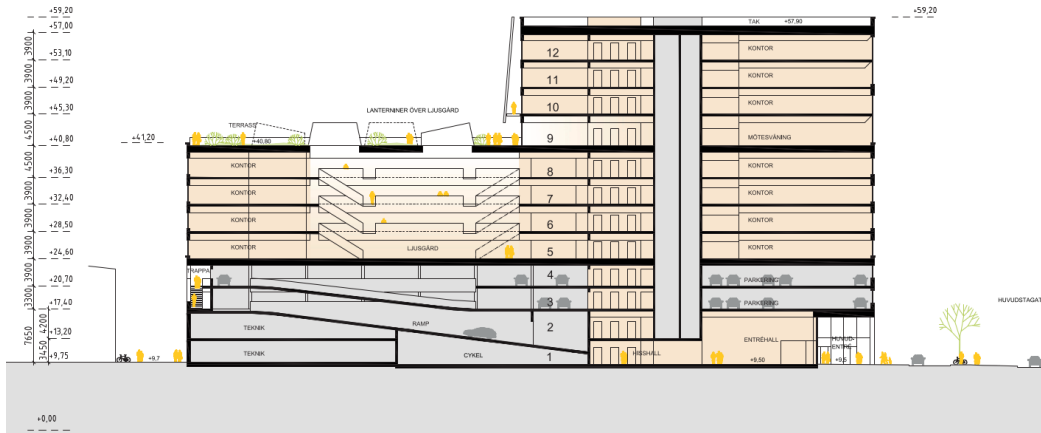 +59,20
+57,00
+53,10
+49,20
+45,30
+40,80
+36,30
+32,40
+28,50
+24,60
+20,70
+17,40
+13,20
+9,75
+0,00
3900
3900
3900
4500
4500
3900
3900
3900
3900
3300
4200
3450
7650
+41,20
+59,20
TAK
+57,90
12
KONTOR
11
KONTOR
10
KONTOR
LANTERNINER ÖVER LJUSGÅRD
TERRASS
+40,80
9
MÖTESVÅNING
KONTOR
8
KONTOR
KONTOR
7
KONTOR
KONTOR
6
KONTOR
KONTOR
LJUSGÅRD
5
KONTOR
TRAPPA
4
PARKERING
3
PARKERING
HUVUDSTAGAT
TEKNIK
RAMP
2
ENTRÉHALL
HUVUD-
ENTRÉ
TEKNIK
CYKEL
1
HISSHALL
+9,7
+9,50
+9,6